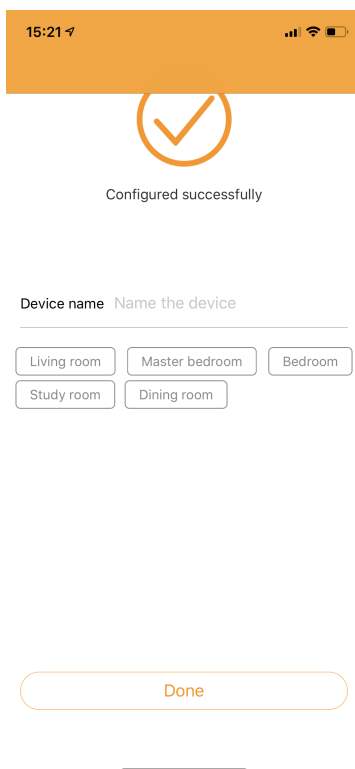 15:21
Configured successfully
Device name Name the device
Living room Master bedroom Bedroom
Study room Dining room
Done